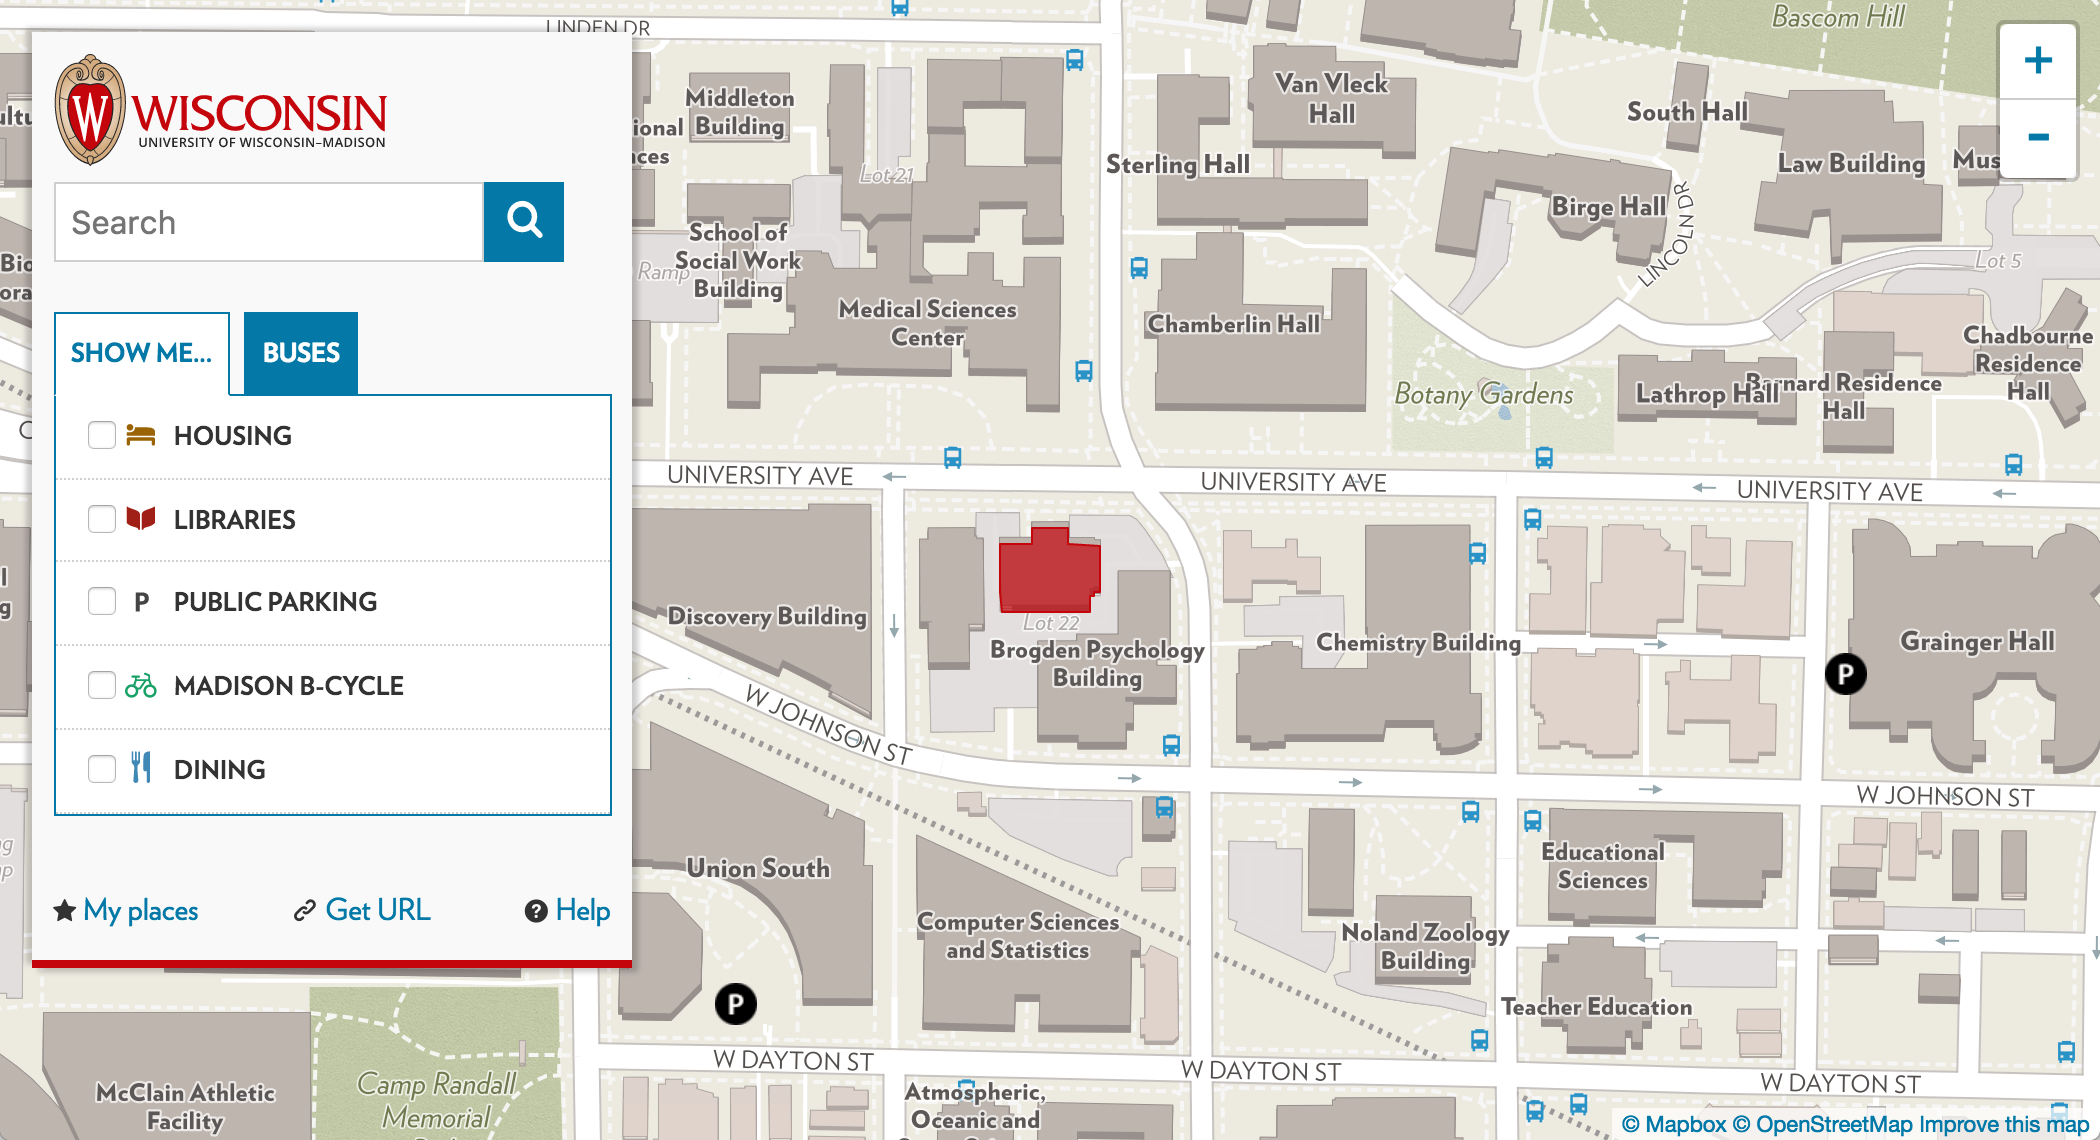 WISCONSIN
UNIVERSITY OF WISCONSIN–MADISON
Search
SHOW ME...
BUSES
HOUSING
LIBRARIES
P PUBLIC PARKING
MADISON B-CYCLE
DINING
My places
Get URL
Help
LINDEN DR
Bascom Hill
+
-
Middleton
Building
Van Vleck
Hall
South Hall
Sterling Hall
Law Building
Lot 21
Birge Hall
LINCOLN DR
School of
Social Work
Building
Ramp
Lot 5
Medical Sciences
Center
Chamberlin Hall
Chadbourne
Residence
Hall
Botany Gardens
Lathrop Hall
Barnard Residence
Hall
UNIVERSITY AVE
UNIVERSITY AVE
UNIVERSITY AVE
Discovery Building
Lot 22
Brogden Psychology
Building
Chemistry Building
Grainger Hall
P
W JOHNSON ST
W JOHNSON ST
Union South
Computer Sciences
and Statistics
Educational
Sciences
Noland Zoology
Building
Teacher Education
P
W DAYTON ST
W DAYTON ST
W DAYTON ST
McClain Athletic
Facility
Camp Randall
Memorial
Atmospheric,
Oceanic and
© Mapbox © OpenStreetMap Improve this map